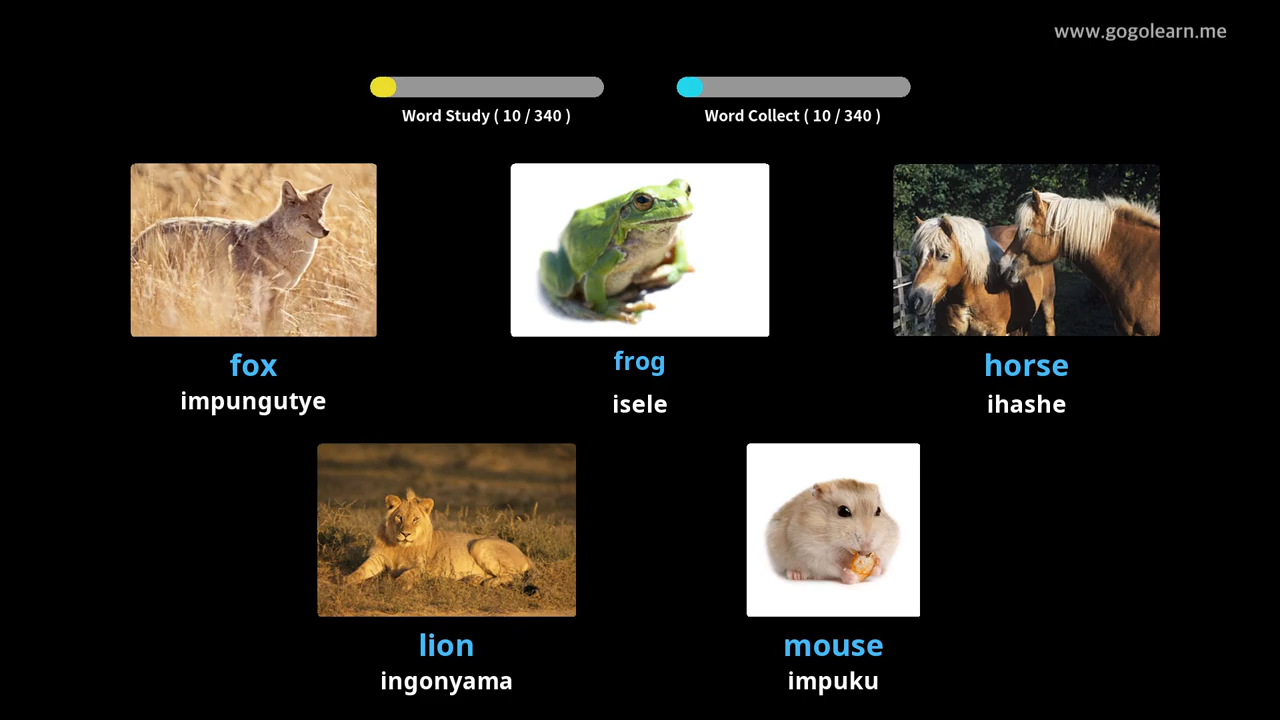 www.gogolearn.me
Word Study ( 10 / 340 )
Word Collect ( 10 / 340 )
fox
impungutye
frog
isele
horse
ihashe
lion
ingonyama
mouse
impuku